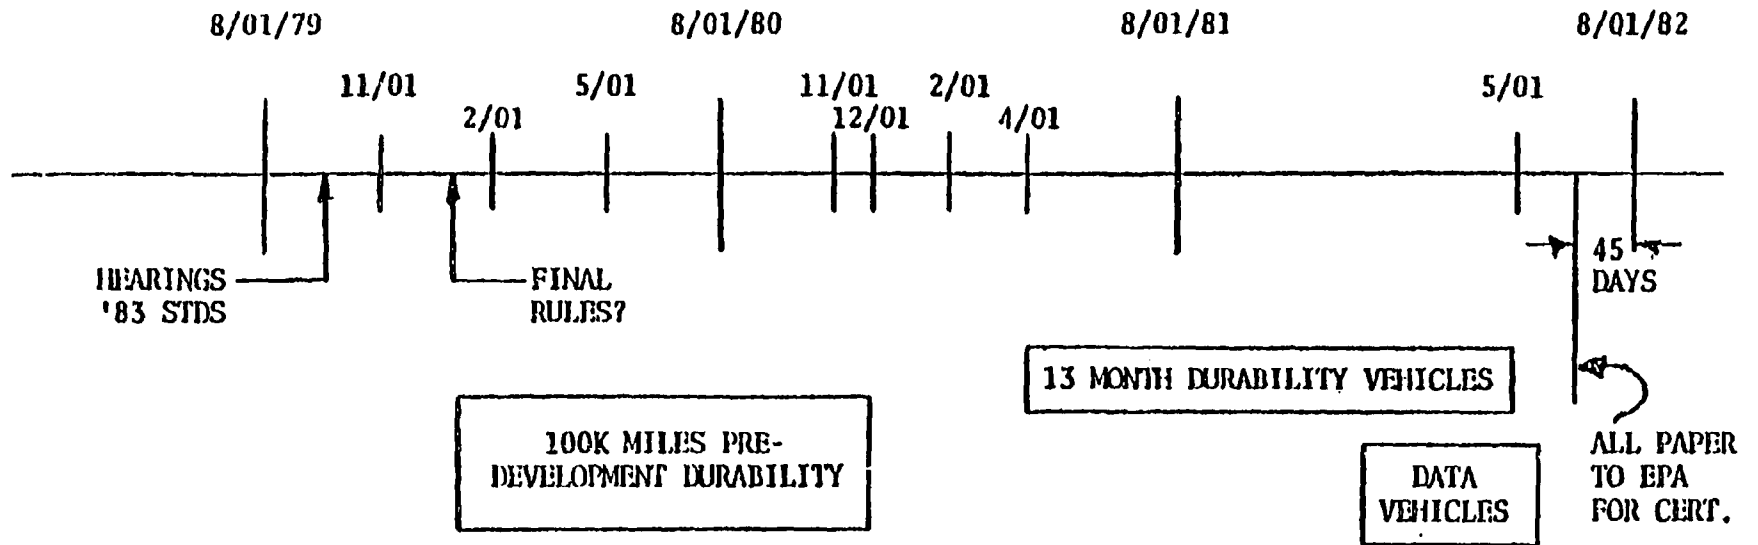 8/01/79
8/01/80
8/01/81
8/01/82
11/01
2/01
5/01
11/01
12/01
2/01
4/01
5/01
HEARINGS
'83 STDS
FINAL
RULES?
45
DAYS
13 MONTH DURABILITY VEHICLES
100K MILES PRE-
DEVELOPMENT DURABILITY
DATA
VEHICLES
ALL PAPER
TO EPA
FOR CERT.